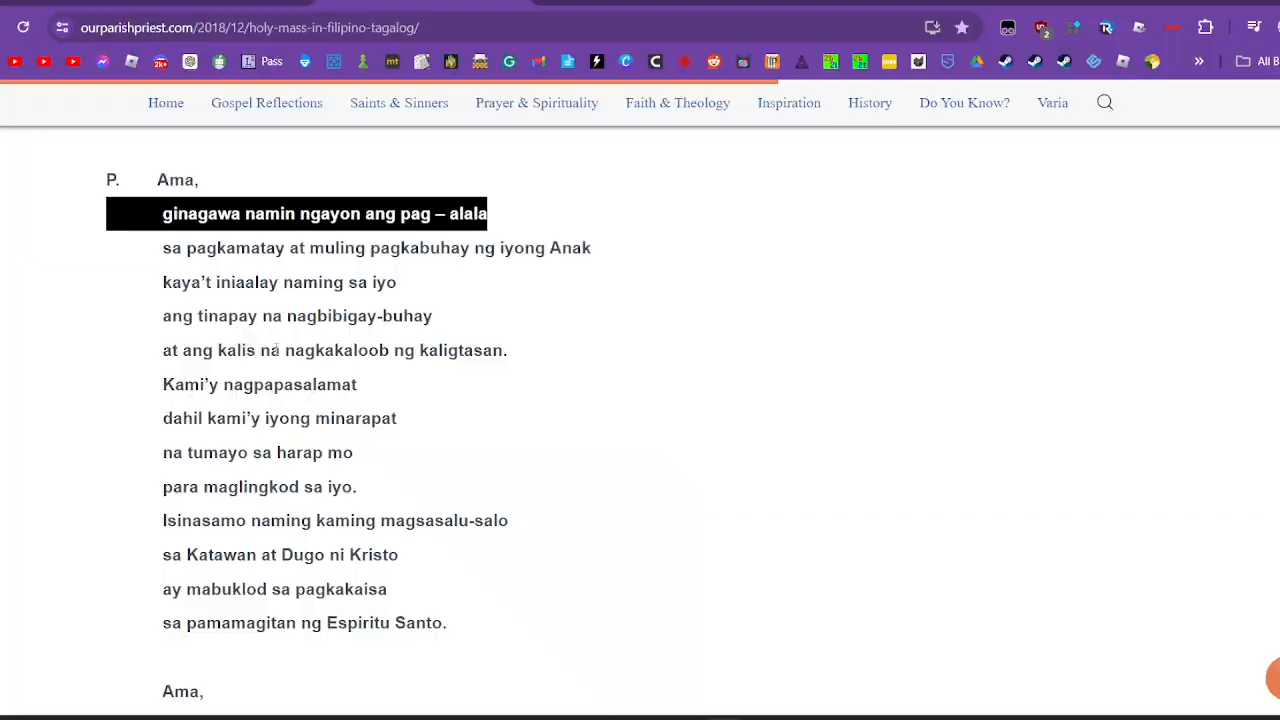 ourparishpriest.com/2018/12/holy-mass-in-filipino-tagalog/
Pass
All B
Home Gospel Reflections Saints & Sinners Prayer & Spirituality Faith & Theology Inspiration History Do You Know? Varia
P. Ama,
ginagawa namin ngayon ang pag – alala
sa pagkamatay at muling pagkabuhay ng iyong Anak
kaya’t iniaalay naming sa iyo
ang tinapay na nagbibigay-buhay
at ang kalis na nagkakaloob ng kaligtasan.
Kami’y nagpapasalamat
dahil kami’y iyong minarapat
na tumayo sa harap mo
para maglingkod sa iyo.
Isinasamo naming kaming magsasalu-salo
sa Katawan at Dugo ni Kristo
ay mabuklod sa pagkakaisa
sa pamamagitan ng Espiritu Santo.
Ama,